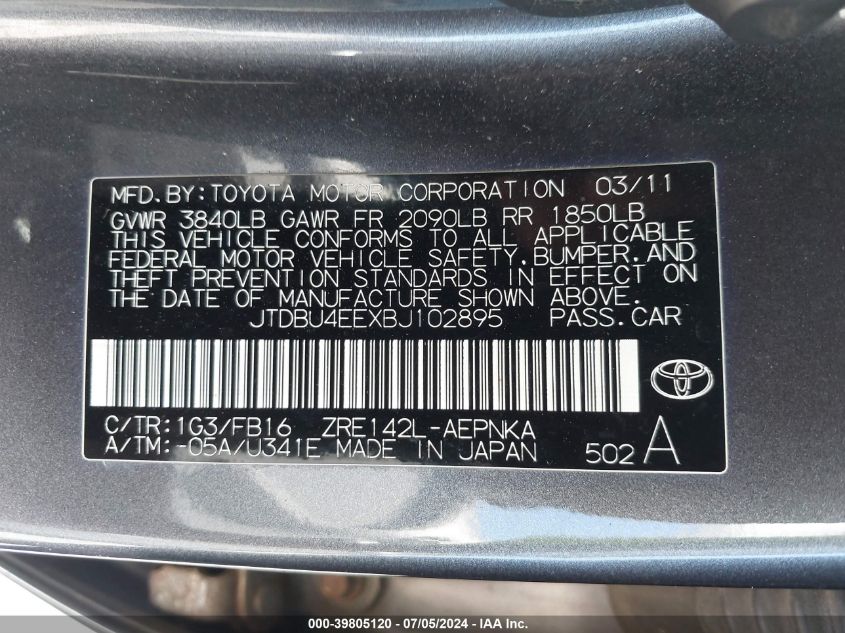 MFD.BY:TOYOTA MOTOR CORPORATION 03/11
GVWR 3840LB GAWR FR 2090LB RR 1850LB
THIS VEHICLE CONFORMS TO ALL APPLICABLE
FEDERAL MOTOR VEHICLE SAFETY,BUMPER,AND
THEFT PREVENTION STANDARDS IN EFFECT ON
THE DATE OF MANUFACTURE SHOWN ABOVE.
JTDBU4EEXBJ102895 PASS.CAR
C/TR:1G3/FB16 ZRE142L-AEPNKA
A/TM:-05A/U341E MADE IN JAPAN 502 A
000-39805120 - 07/05/2024 - IAA Inc.